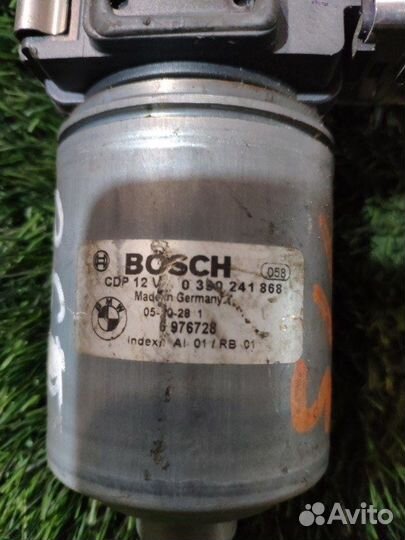 BOSCH
058
CDP 12 V 0 390 241 868
Made in Germany
05-10-28 1
6 976728
Index: AI 01 / RB 01
BMW
Avito